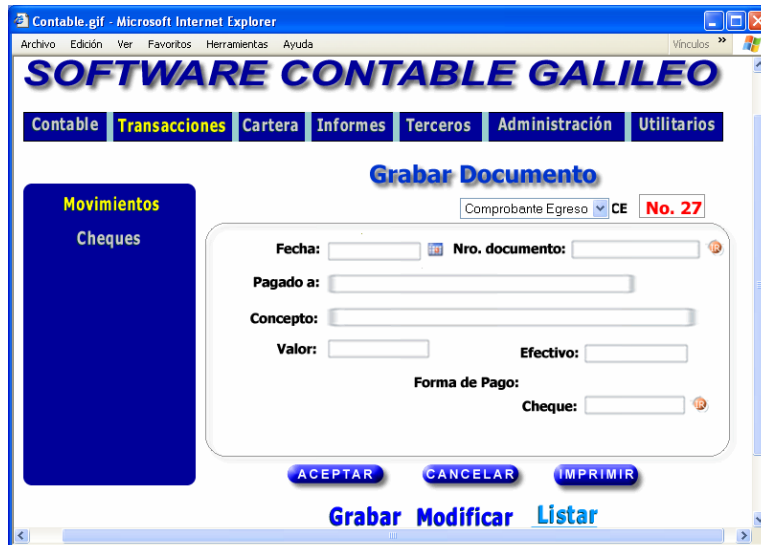 Contable.gif - Microsoft Internet Explorer
Archivo Edición Ver Favoritos Herramientas Ayuda Vínculos »
SOFTWARE CONTABLE GALILEO
Contable Transacciones Cartera Informes Terceros Administración Utilitarios
Grabar Documento
Movimientos
Comprobante Egreso CE No. 27
Cheques
Fecha: Nro. documento: IR
Pagado a:
Concepto:
Valor: Efectivo:
Forma de Pago:
Cheque: IR
ACEPTAR CANCELAR IMPRIMIR
Grabar Modificar Listar